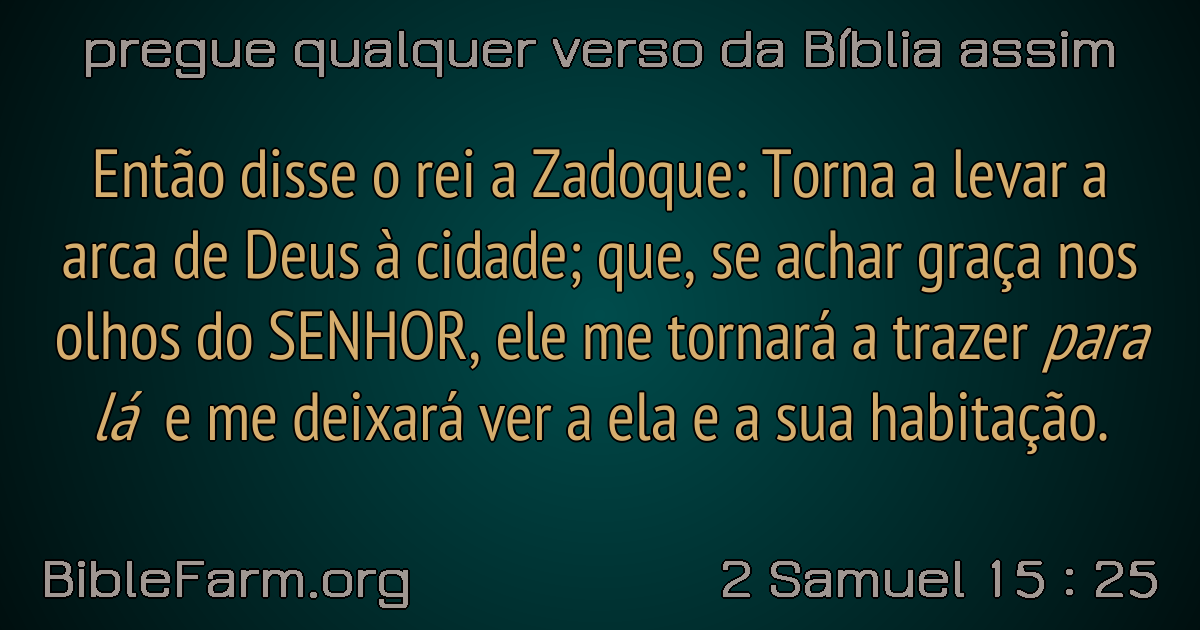 pregue qualquer verso da Bíblia assim
Então disse o rei a Zadoque: Torna a levar a
arca de Deus à cidade; que, se achar graça nos
olhos do SENHOR, ele me tornará a trazer para
lá e me deixará ver a ela e a sua habitação.
BibleFarm.org
2 Samuel 15 : 25